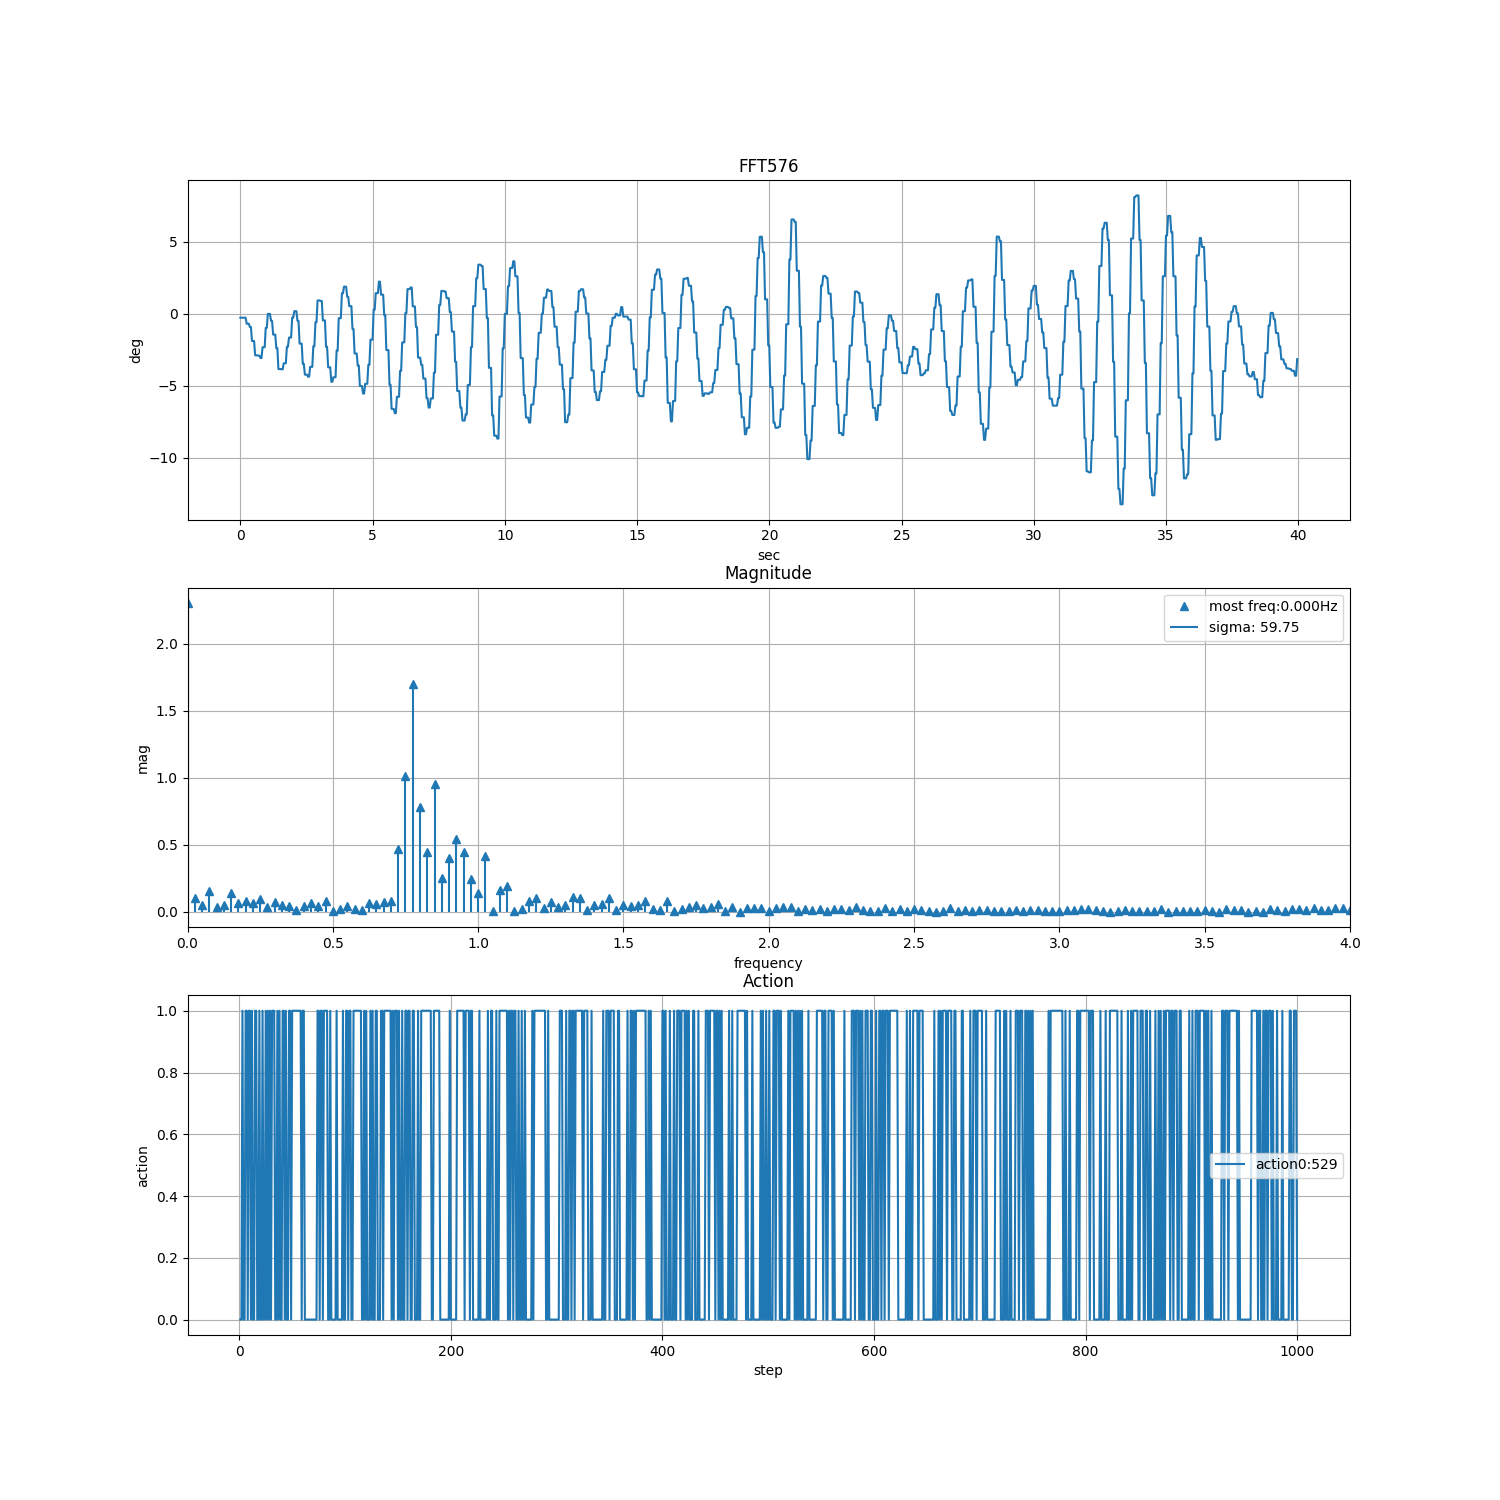 FFT576
deg
5
0
−5
−10
0 5 10 15 20 25 30 35 40
sec
Magnitude
mag
2.0
1.5
1.0
0.5
0.0
most freq:0.000Hz
sigma: 59.75
0.0 0.5 1.0 1.5 2.0 2.5 3.0 3.5 4.0
frequency
Action
action
1.0
0.8
0.6
0.4
0.2
0.0
action0:529
0 200 400 600 800 1000
step